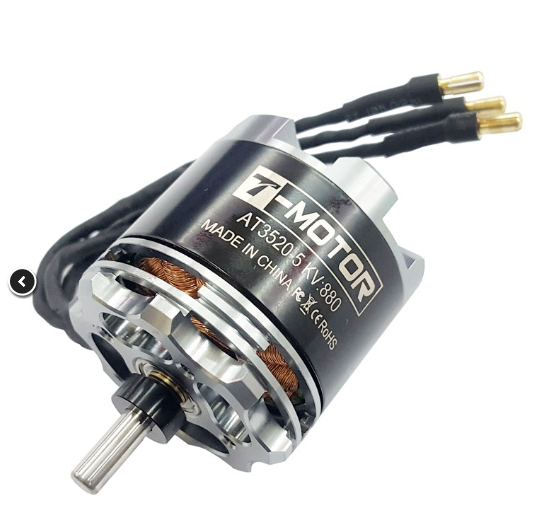 T-MOTOR
AT3520-5 KV:880
MADE IN CHINA FC CE RoHS